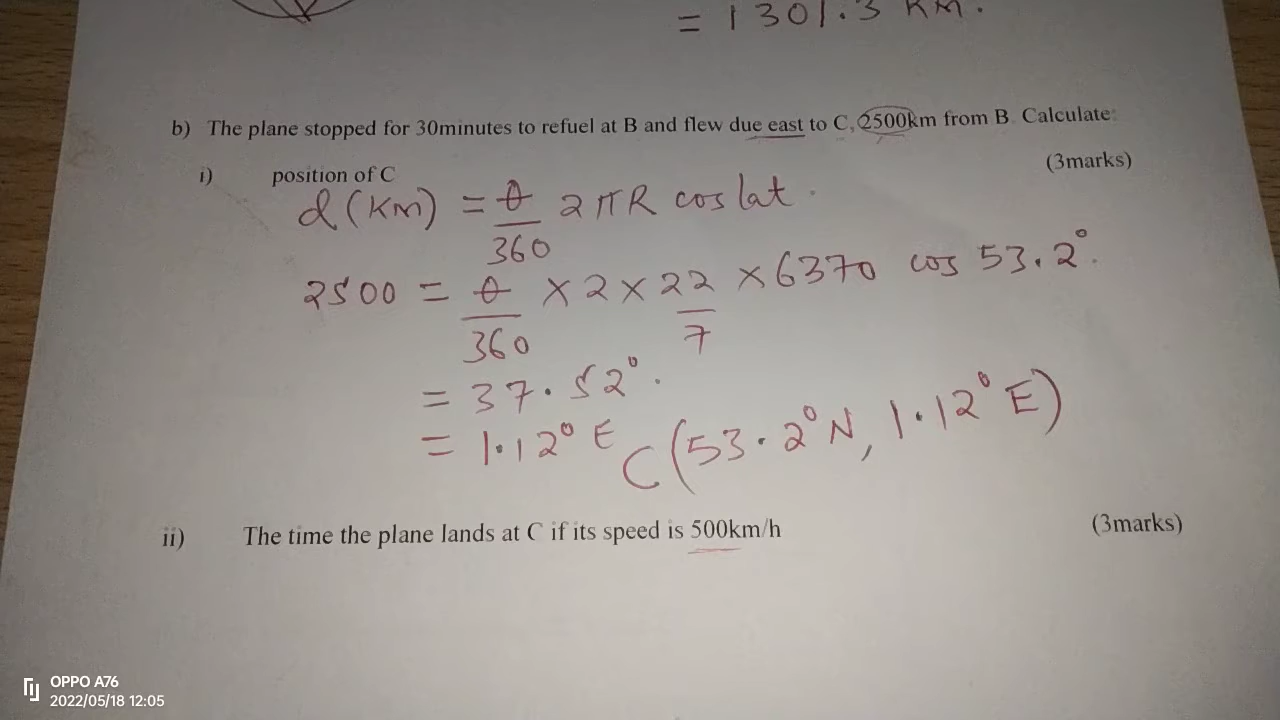 = 1301.3 KM.
b) The plane stopped for 30minutes to refuel at B and flew due east to C, 2500km from B. Calculate:
i) position of C (3marks)
d(KM) = θ/360 2πR cos lat.
2500 = θ/360 × 2 × 22/7 × 6370 cos 53.2°.
= 37.52°.
= 1.12° E
C(53.2°N, 1.12°E)
ii) The time the plane lands at C if its speed is 500km/h (3marks)
OPPO A76
2022/05/18 12:05